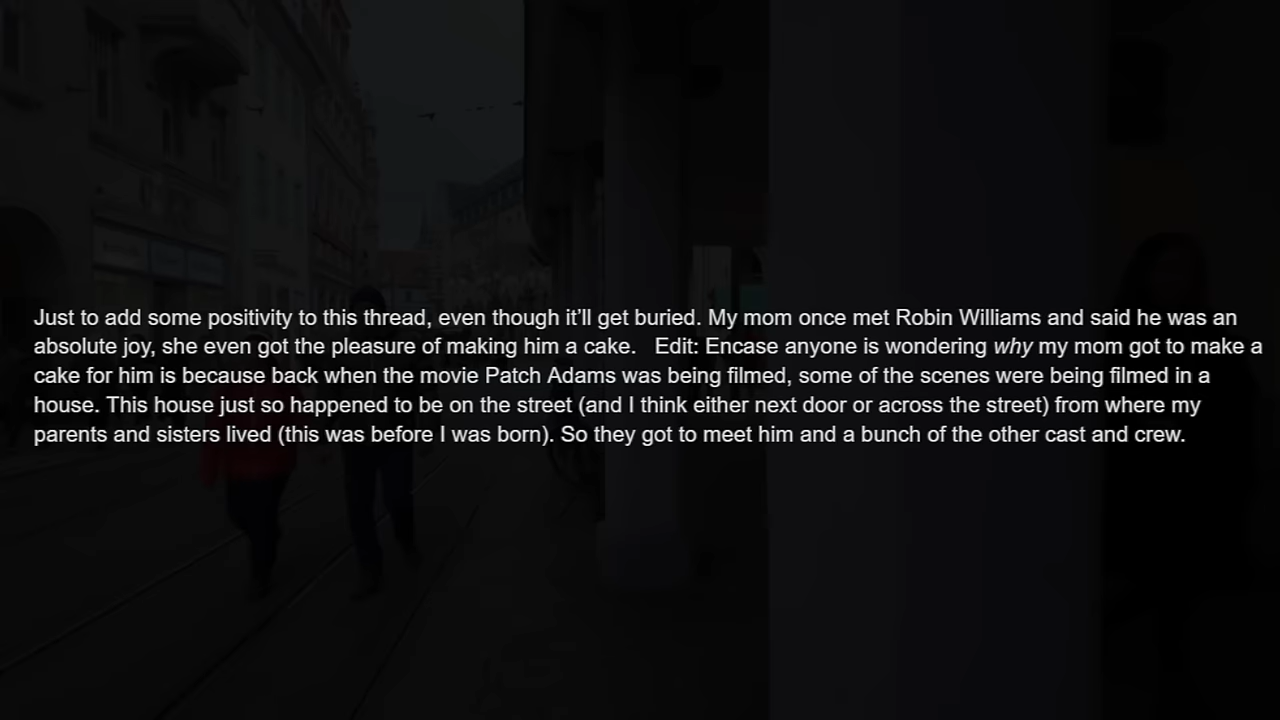 Just to add some positivity to this thread, even though it’ll get buried. My mom once met Robin Williams and said he was an
absolute joy, she even got the pleasure of making him a cake.   Edit: Encase anyone is wondering why my mom got to make a
cake for him is because back when the movie Patch Adams was being filmed, some of the scenes were being filmed in a
house. This house just so happened to be on the street (and I think either next door or across the street) from where my
parents and sisters lived (this was before I was born). So they got to meet him and a bunch of the other cast and crew.